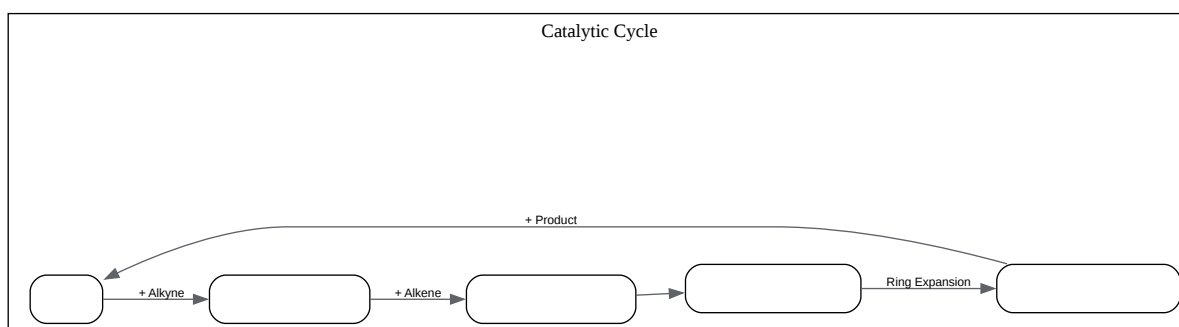 Catalytic Cycle
+ Product
+ Alkyne
+ Alkene
Ring Expansion